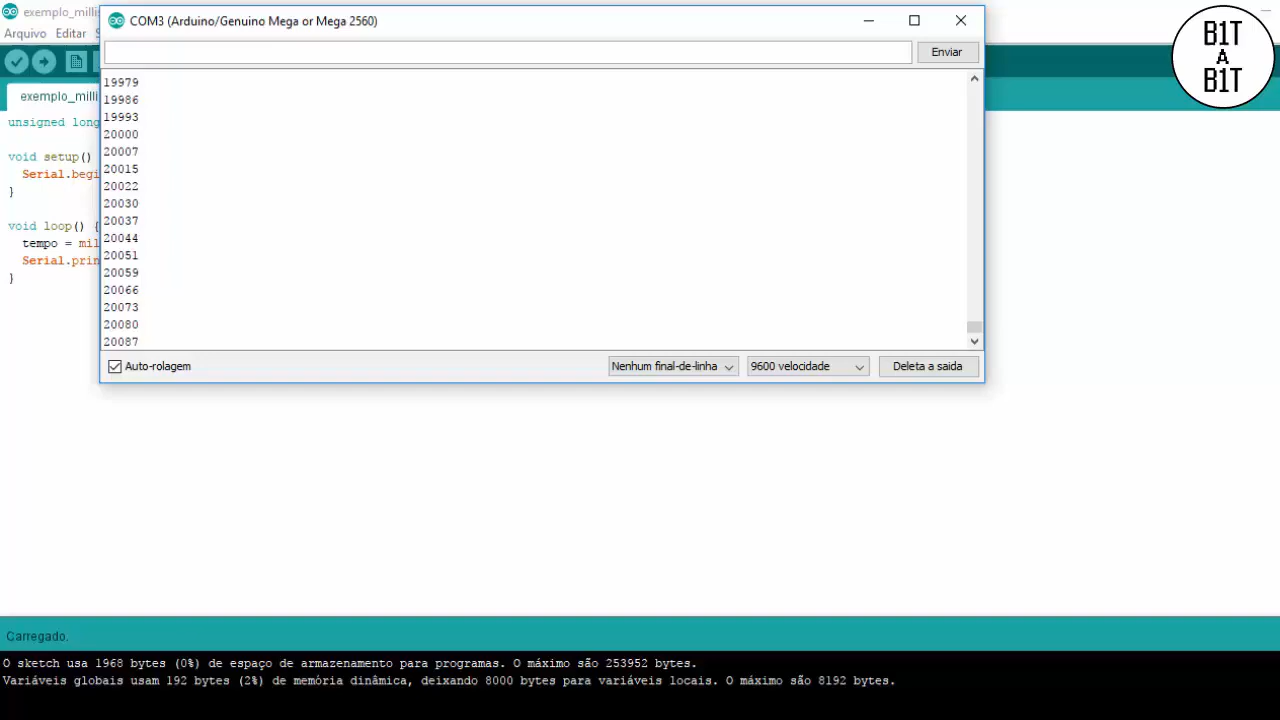 exemplo_millis
COM3 (Arduino/Genuino Mega or Mega 2560)
Arquivo Editar
Enviar
B1T
A
B1T
exemplo_milli
19979
19986
19993
20000
20007
20015
20022
20030
20037
20044
20051
20059
20066
20073
20080
20087
unsigned long
void setup()
Serial.begi
}
void loop() {
tempo = mil
Serial.prin
}
Auto-rolagem
Nenhum final-de-linha
9600 velocidade
Deleta a saida
Carregado.
O sketch usa 1968 bytes (0%) de espaço de armazenamento para programas. O máximo são 253952 bytes.
Variáveis globais usam 192 bytes (2%) de memória dinâmica, deixando 8000 bytes para variáveis locais. O máximo são 8192 bytes.